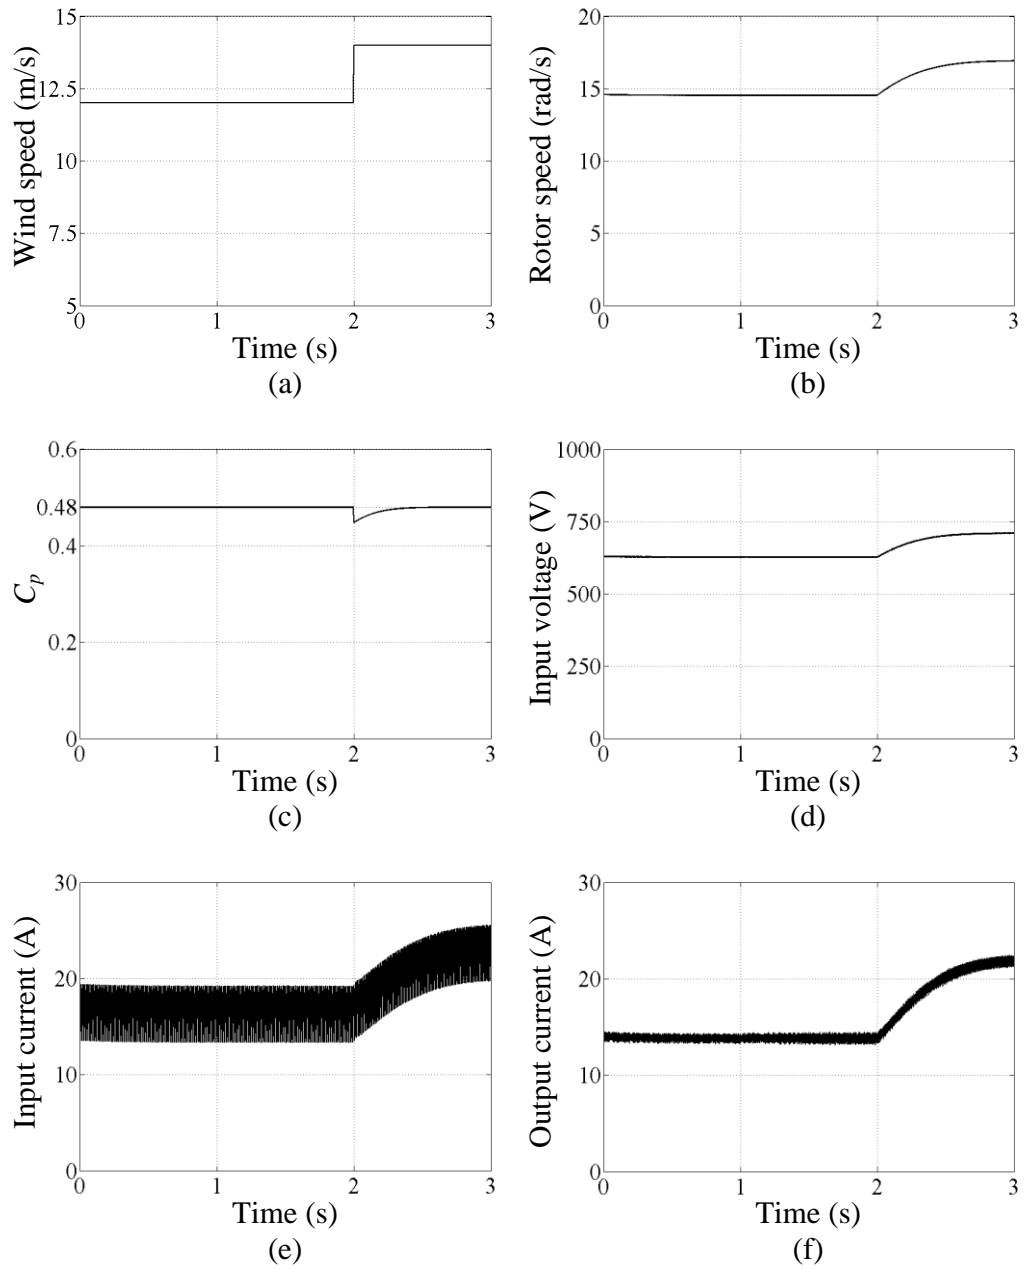 Wind speed (m/s)
15
12.5
10
7.5
5
0
1
2
3
Time (s)
(a)
Rotor speed (rad/s)
20
15
10
5
0
0
1
2
3
Time (s)
(b)
Cp
0.6
0.48
0.4
0.2
0
0
1
2
3
Time (s)
(c)
Input voltage (V)
1000
750
500
250
0
0
1
2
3
Time (s)
(d)
Input current (A)
30
20
10
0
0
1
2
3
Time (s)
(e)
Output current (A)
30
20
10
0
0
1
2
3
Time (s)
(f)